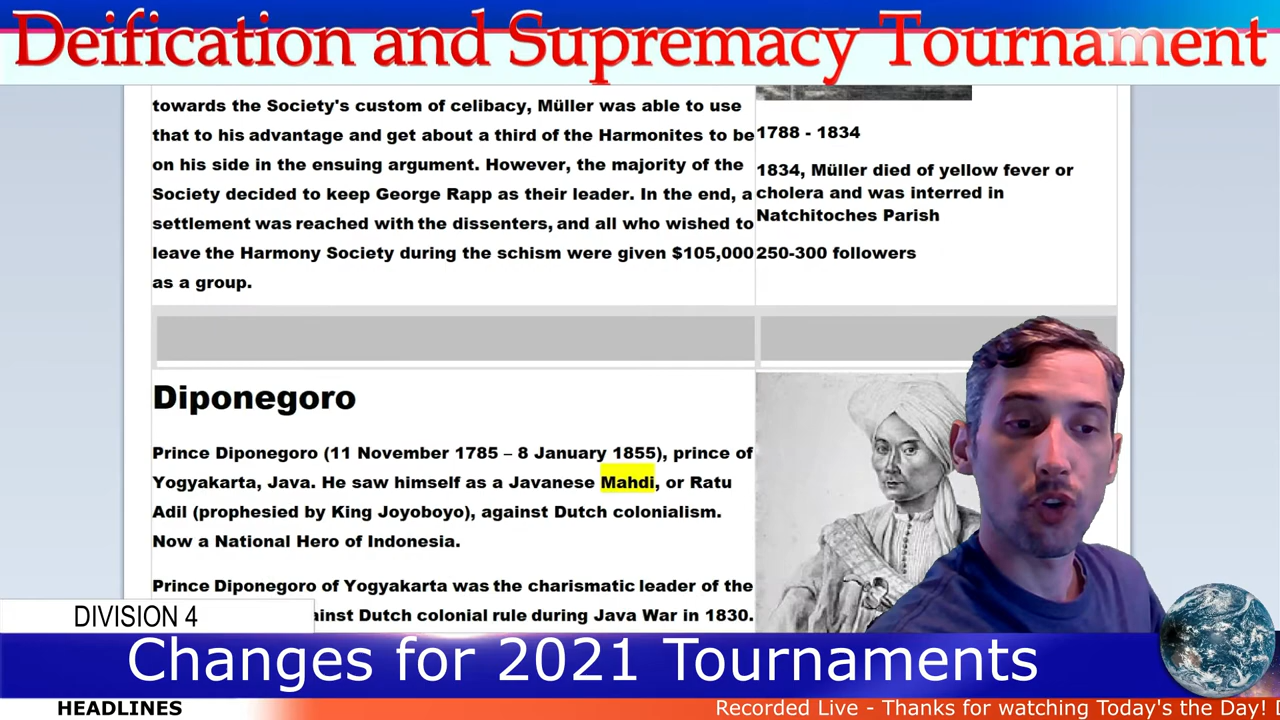 Deification and Supremacy Tournament
towards the Society's custom of celibacy, Müller was able to use
that to his advantage and get about a third of the Harmonites to be
on his side in the ensuing argument. However, the majority of the
Society decided to keep George Rapp as their leader. In the end, a
settlement was reached with the dissenters, and all who wished to
leave the Harmony Society during the schism were given $105,000
as a group.
1788 - 1834
1834, Müller died of yellow fever or
cholera and was interred in
Natchitoches Parish
250-300 followers
Diponegoro
Prince Diponegoro (11 November 1785 – 8 January 1855), prince of
Yogyakarta, Java. He saw himself as a Javanese Mahdi, or Ratu
Adil (prophesied by King Joyoboyo), against Dutch colonialism.
Now a National Hero of Indonesia.
Prince Diponegoro of Yogyakarta was the charismatic leader of the
ainst Dutch colonial rule during Java War in 1830.
DIVISION 4
Changes for 2021 Tournaments
HEADLINES
Recorded Live - Thanks for watching Today's the Day!